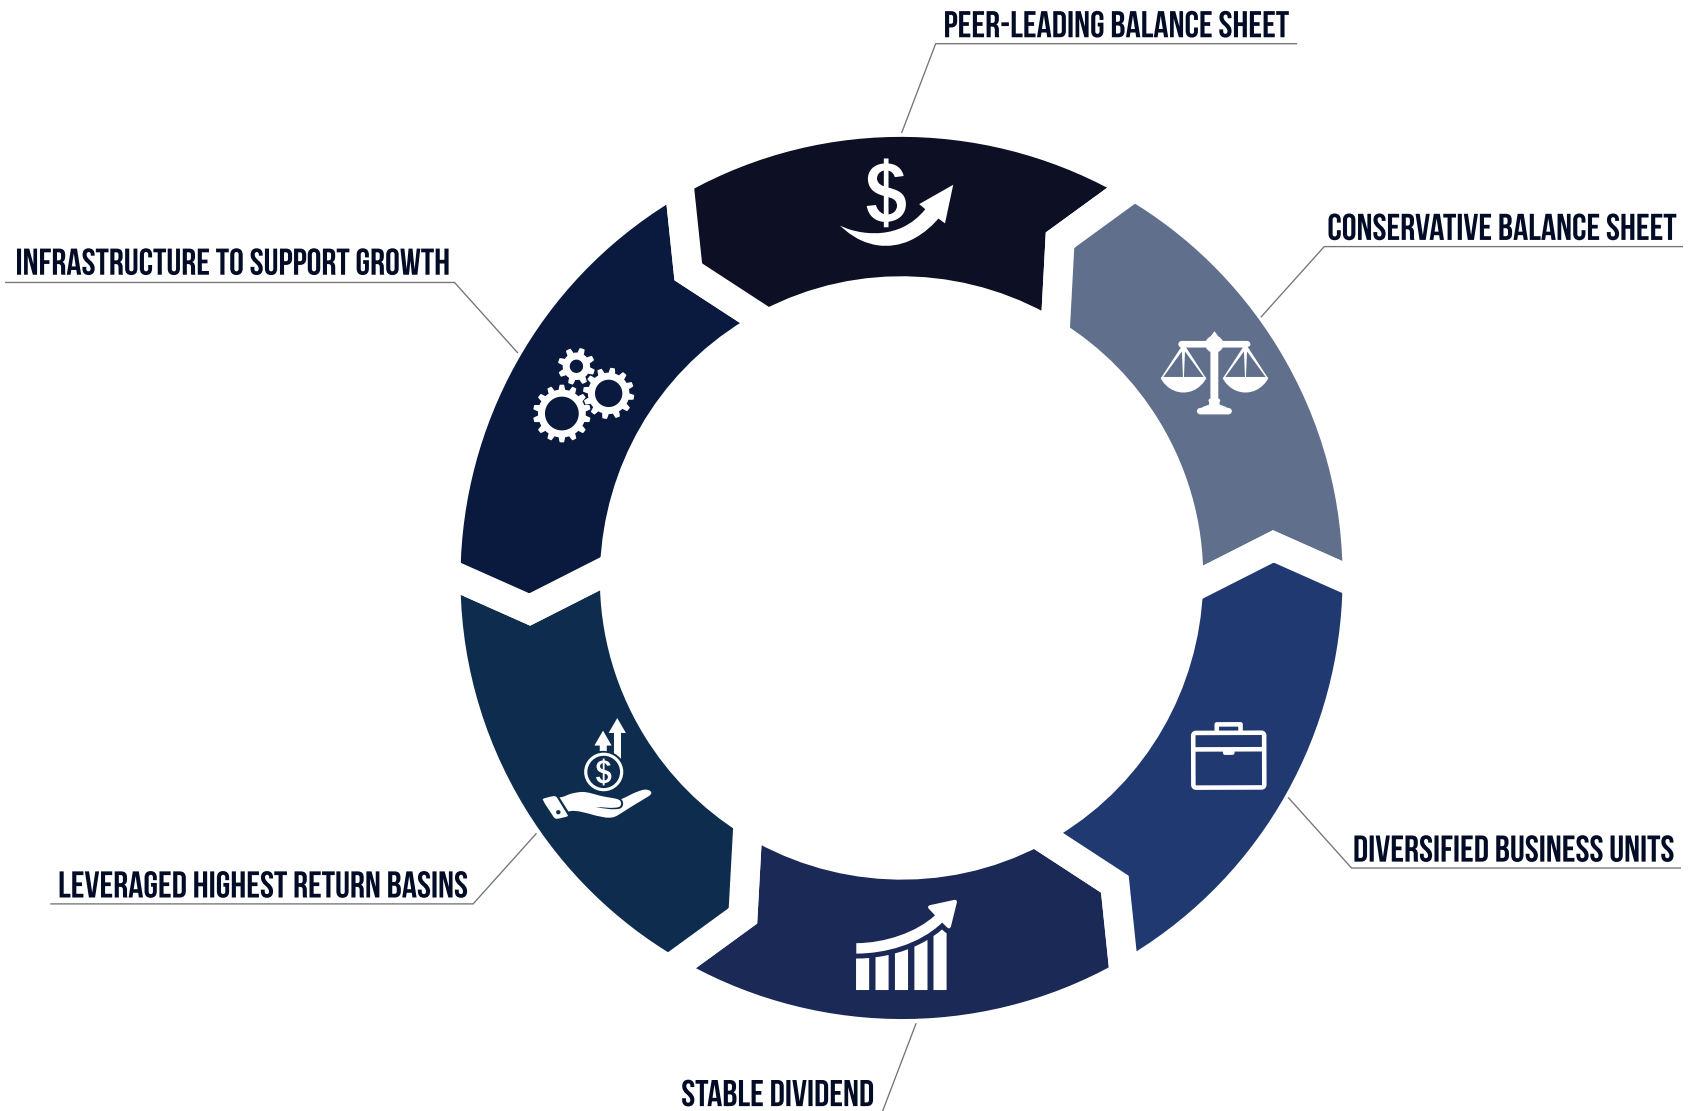 PEER-LEADING BALANCE SHEET
CONSERVATIVE BALANCE SHEET
INFRASTRUCTURE TO SUPPORT GROWTH
$
$
DIVERSIFIED BUSINESS UNITS
LEVERAGED HIGHEST RETURN BASINS
STABLE DIVIDEND